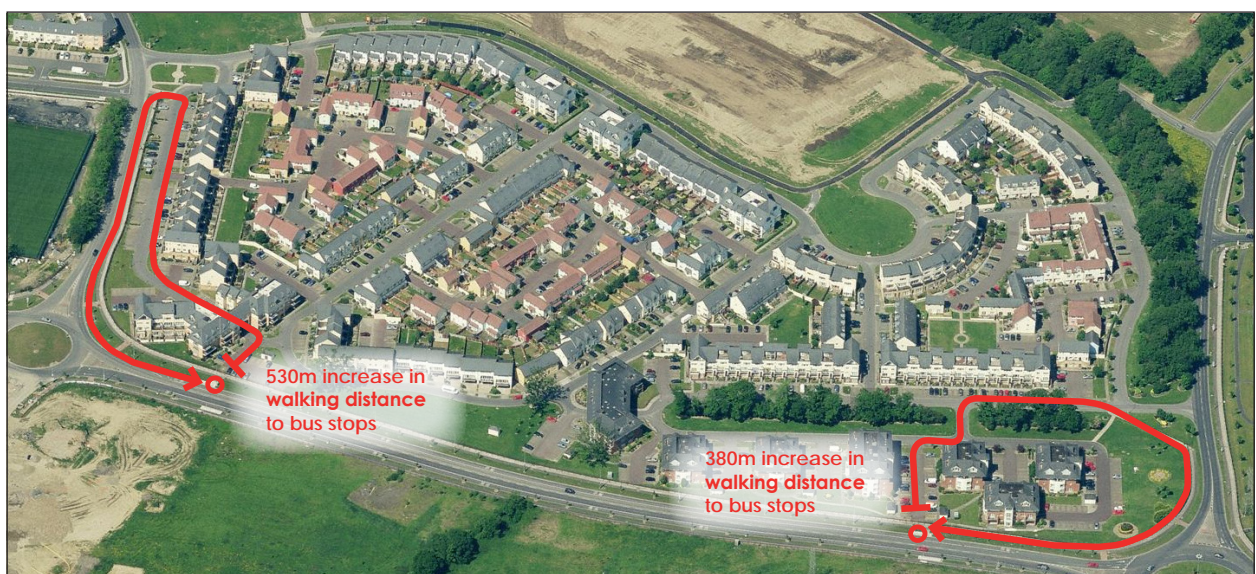 530m increase in
walking distance
to bus stops
380m increase in
walking distance
to bus stops